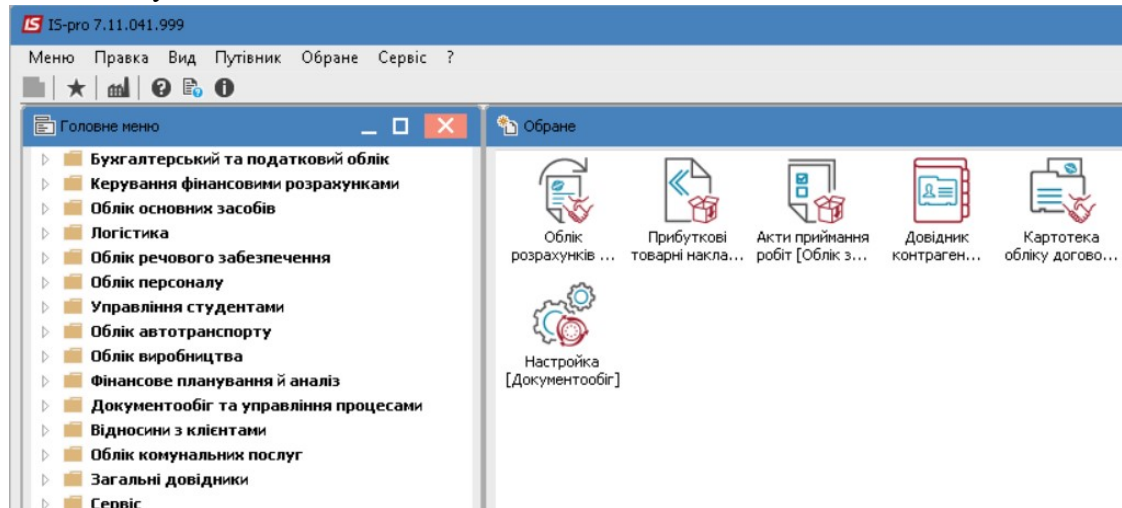 IS-pro 7.11.041.999
Меню Правка Вид Путівник Обране Сервіс ?
Головне меню
Бухгалтерський та податковий облік
Керування фінансовими розрахунками
Облік основних засобів
Логістика
Облік речового забезпечення
Облік персоналу
Управління студентами
Облік автотранспорту
Облік виробництва
Фінансове планування й аналіз
Документообіг та управління процесами
Відносини з клієнтами
Облік комунальних послуг
Загальні довідники
Сервіс
Обране
Облік
розрахунків ...
Прибуткові
товарні накла...
Акти приймання
робіт [Облік з...
Довідник
контраген...
Картотека
обліку догово...
Настройка
[Документообіг]